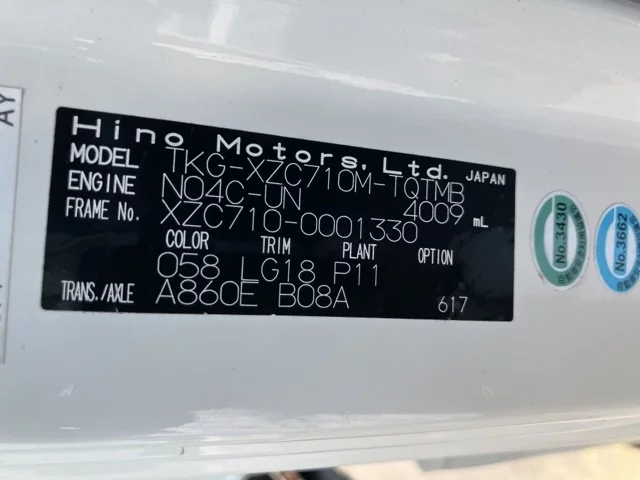 Hino Motors, Ltd. JAPAN
MODEL TKG-XZC710M-TQTMB
ENGINE N04C-UN 4009 mL
FRAME No. XZC710-0001330
COLOR TRIM PLANT OPTION
058 LG18 P11
TRANS./AXLE A860E B08A 617
No.3430
No.3662
AY